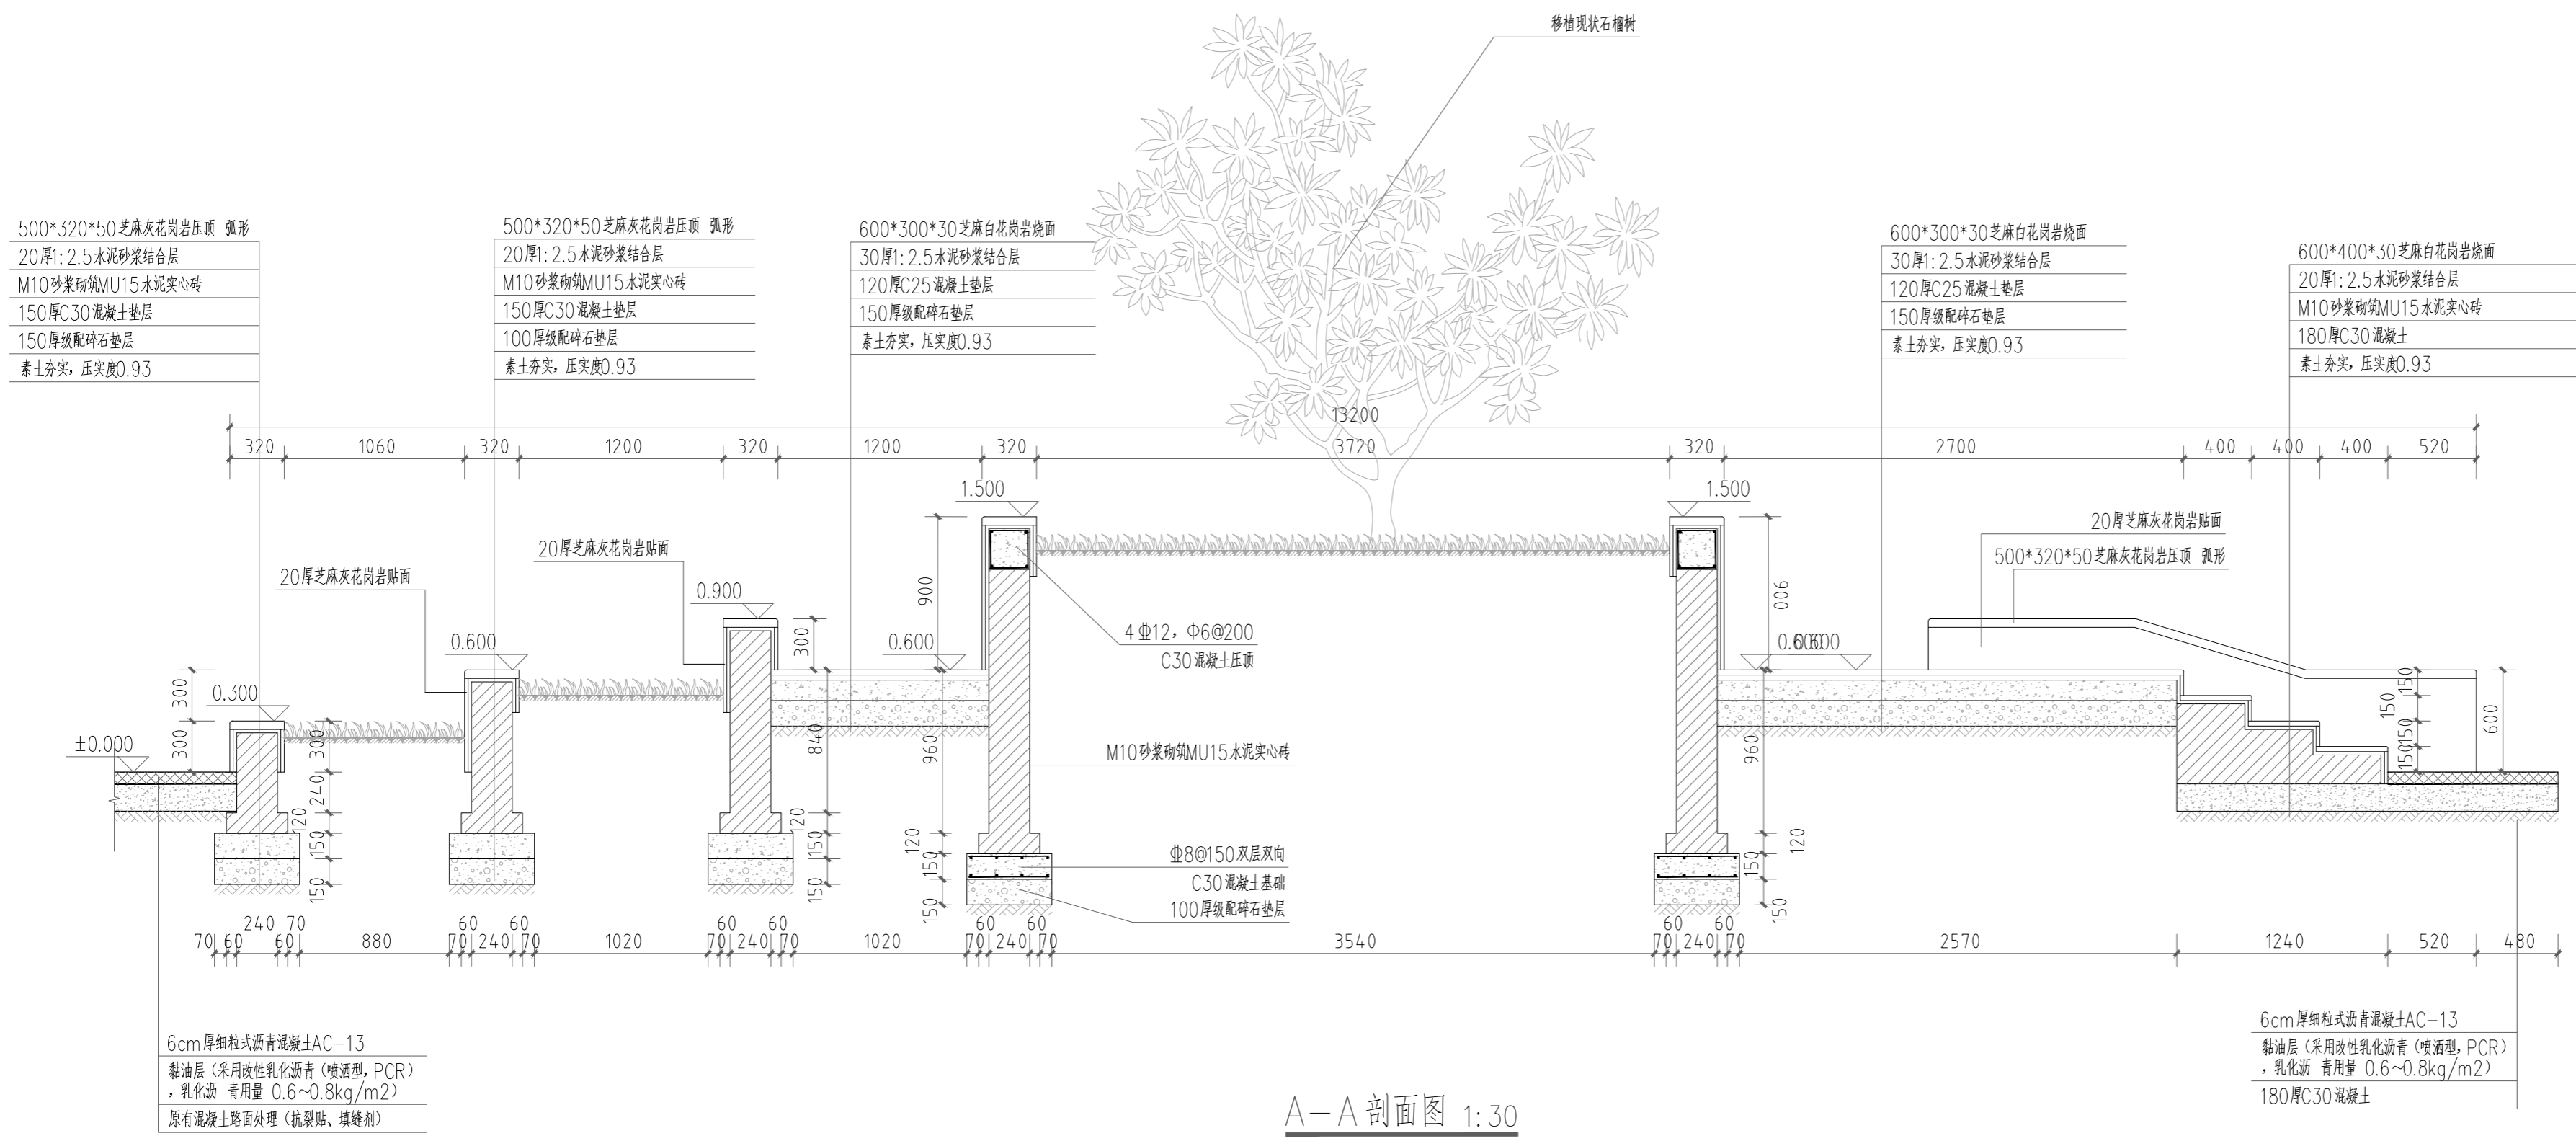 移植现状石榴树
500*320*50芝麻灰花岗岩压顶 弧形
20厚1:2.5水泥砂浆结合层
M10砂浆砌筑MU15水泥实心砖
150厚C30混凝土垫层
150厚级配碎石垫层
素土夯实，压实度0.93
500*320*50芝麻灰花岗岩压顶 弧形
20厚1:2.5水泥砂浆结合层
M10砂浆砌筑MU15水泥实心砖
150厚C30混凝土垫层
100厚级配碎石垫层
素土夯实，压实度0.93
600*300*30芝麻白花岗岩烧面
30厚1:2.5水泥砂浆结合层
120厚C25混凝土垫层
150厚级配碎石垫层
素土夯实，压实度0.93
600*300*30芝麻白花岗岩烧面
30厚1:2.5水泥砂浆结合层
120厚C25混凝土垫层
150厚级配碎石垫层
素土夯实，压实度0.93
600*400*30芝麻白花岗岩烧面
20厚1:2.5水泥砂浆结合层
M10砂浆砌筑MU15水泥实心砖
180厚C30混凝土
素土夯实，压实度0.93
13200
320 1060 320 1200 320 1200 320 3720 320 2700 400 400 400 520
1.500
1.500
20厚芝麻灰花岗岩贴面
20厚芝麻灰花岗岩贴面
20厚芝麻灰花岗岩贴面
500*320*50芝麻灰花岗岩压顶 弧形
0.900
0.600
0.600
0.600
0.600
0.300
±0.000
300
300
300
240
120
150
150
300
840
120
150
150
900
960
120
150
150
900
960
120
150
150
150
150
150
150
600
4Φ12，Φ6@200
C30混凝土压顶
M10砂浆砌筑MU15水泥实心砖
Φ8@150双层双向
C30混凝土基础
100厚级配碎石垫层
70 60 240 60 70 880 70 60 240 60 70 1020 70 60 240 60 70 1020 70 60 240 60 70 3540 70 60 240 60 70 2570 1240 520 480
6cm厚细粒式沥青混凝土AC-13
黏油层（采用改性乳化沥青（喷洒型，PCR）
，乳化沥 青用量 0.6~0.8kg/m2）
原有混凝土路面处理（抗裂贴、填缝剂）
6cm厚细粒式沥青混凝土AC-13
黏油层（采用改性乳化沥青（喷洒型，PCR）
，乳化沥 青用量 0.6~0.8kg/m2）
180厚C30混凝土
A-A剖面图 1:30